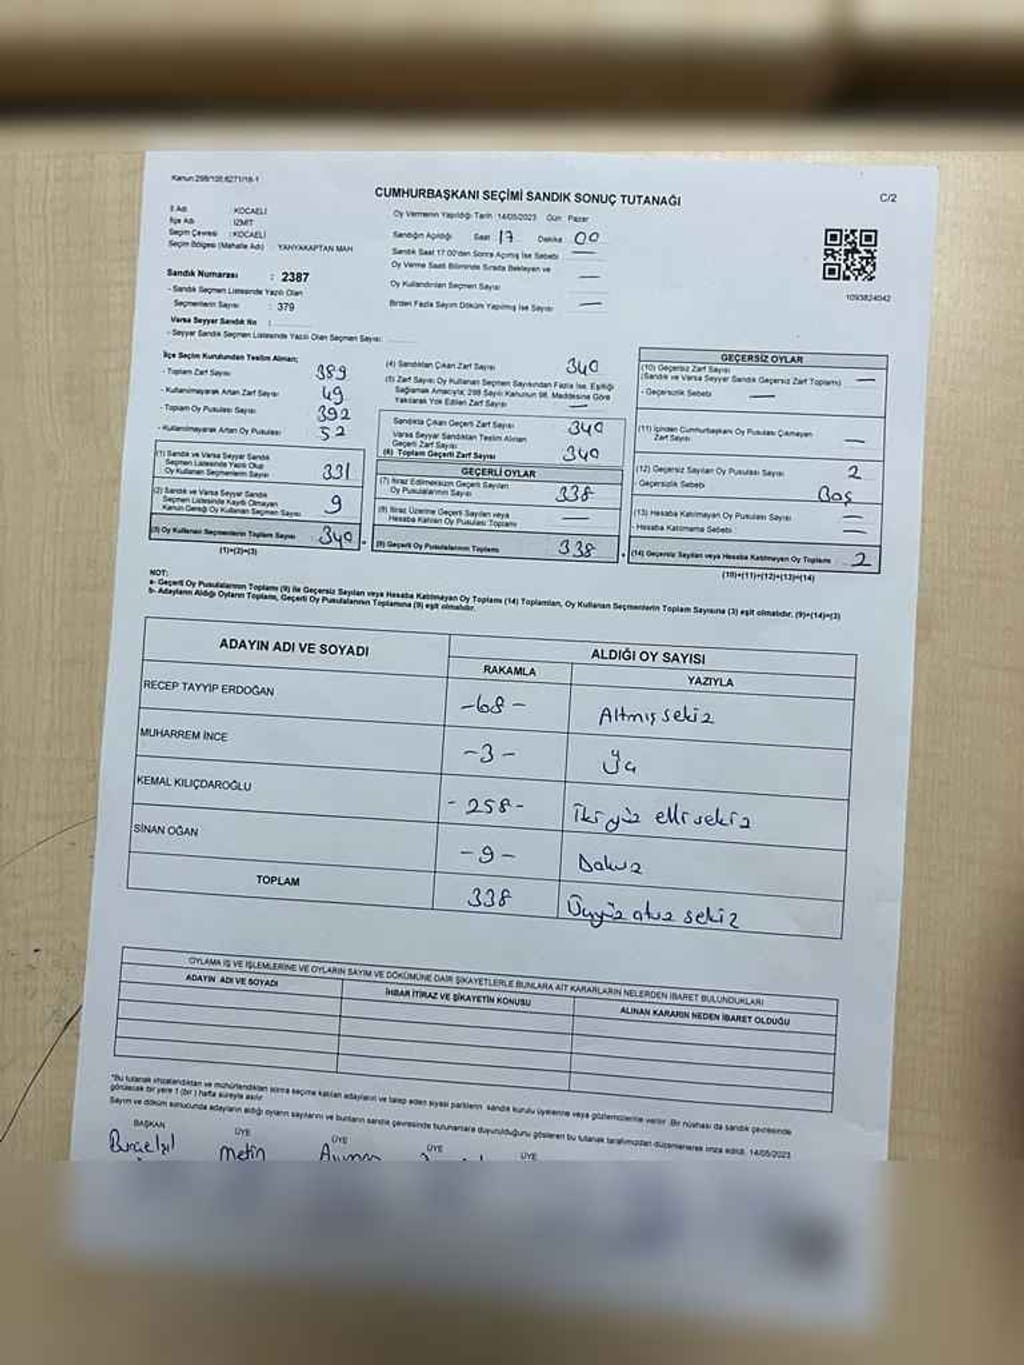 Kanun:298/105;6271/18-1
CUMHURBAŞKANI SEÇİMİ SANDIK SONUÇ TUTANAĞI
C/2
İl Adı : KOCAELİ
İlçe Adı : İZMİT
Seçim Çevresi : KOCAELİ
Seçim Bölgesi (Mahalle Adı) : YAHYAKAPTAN MAH
Sandık Numarası : 2387
- Sandık Seçmen Listesinde Yazılı Olan
Seçmenlerin Sayısı : 379
Varsa Seyyar Sandık No :
- Seyyar Sandık Seçmen Listesinde Yazılı Olan Seçmen Sayısı:
Oy Vermenin Yapıldığı Tarih :14/05/2023 Gün : Pazar
Sandığın Açıldığı Saat 17 Dakika 00
Sandık Saat 17.00'den Sonra Açılmış İse Sebebi —
Oy Verme Saati Bitiminde Sırada Bekleyen ve
Oy Kullandırılan Seçmen Sayısı —
Birden Fazla Sayım Döküm Yapılmış İse Sayısı —
1093824042
İlçe Seçim Kurulundan Teslim Alınan;
- Toplam Zarf Sayısı 389
- Kullanılmayarak Artan Zarf Sayısı 49
- Toplam Oy Pusulası Sayısı 392
- Kullanılmayarak Artan Oy Pusulası 52
(1) Sandık ve Varsa Seyyar Sandık
Seçmen Listesinde Yazılı Olup
Oy Kullanan Seçmenlerin Sayısı 331
(2) Sandık ve Varsa Seyyar Sandık
Seçmen Listesinde Kayıtlı Olmayan
Kanun Gereği Oy Kullanan Seçmen Sayısı 9
(3) Oy Kullanan Seçmenlerin Toplam Sayısı 340
(1)+(2)=(3)
(4) Sandıktan Çıkan Zarf Sayısı 340
(5) Zarf Sayısı Oy Kullanan Seçmen Sayısından Fazla İse, Eşitliği
Sağlamak Amacıyla; 298 Sayılı Kanunun 98. Maddesine Göre
Yakılarak Yok Edilen Zarf Sayısı —
Sandıkta Çıkan Geçerli Zarf Sayısı 340
Varsa Seyyar Sandıktan Teslim Alınan
Geçerli Zarf Sayısı
(6) Toplam Geçerli Zarf Sayısı 340
GEÇERLİ OYLAR
(7) İtiraz Edilmeksizin Geçerli Sayılan
Oy Pusulalarının Sayısı 338
(8) İtiraz Üzerine Geçerli Sayılan veya
Hesaba Katılan Oy Pusulası Toplamı —
(9) Geçerli Oy Pusulalarının Toplamı 338
GEÇERSİZ OYLAR
(10) Geçersiz Zarf Sayısı
(Sandık ve Varsa Seyyar Sandık Geçersiz Zarf Toplamı) —
- Geçersizlik Sebebi —
(11) İçinden Cumhurbaşkanı Oy Pusulası Çıkmayan
Zarf Sayısı —
(12) Geçersiz Sayılan Oy Pusulası Sayısı 2
- Geçersizlik Sebebi Boş
(13) Hesaba Katılmayan Oy Pusulası Sayısı —
- Hesaba Katılmama Sebebi —
(14) Geçersiz Sayılan veya Hesaba Katılmayan Oy Toplamı 2
(10)+(11)+(12)+(13)=(14)
NOT:
a- Geçerli Oy Pusulalarının Toplamı (9) ile Geçersiz Sayılan veya Hesaba Katılmayan Oy Toplamı (14) Toplamları, Oy Kullanan Seçmenlerin Toplam Sayısına (3) eşit olmalıdır. (9)+(14)=(3)
b- Adayların Aldığı Oyların Toplamı, Geçerli Oy Pusulalarının Toplamına (9) eşit olmalıdır.
ADAYIN ADI VE SOYADI
ALDIĞI OY SAYISI
RAKAMLA YAZIYLA
RECEP TAYYİP ERDOĞAN -68- Altmış sekiz
MUHARREM İNCE -3- Üç
KEMAL KILIÇDAROĞLU -258- İki yüz elli sekiz
SİNAN OĞAN -9- Dokuz
TOPLAM 338 Üçyüz otuz sekiz
OYLAMA İŞ VE İŞLEMLERİNE VE OYLARIN SAYIM VE DÖKÜMÜNE DAİR ŞİKAYETLERLE BUNLARA AİT KARARLARIN NELERDEN İBARET BULUNDUKLARI
ADAYIN ADI VE SOYADI İHBAR İTİRAZ VE ŞİKAYETİN KONUSU ALINAN KARARIN NEDEN İBARET OLDUĞU
*Bu tutanak imzalandıktan ve mühürlendikten sonra seçime katılan adayların ve talep eden siyasi partilerin sandık kurulu üyelerine veya gözlemcilerine verilir. Bir nüshası da sandık çevresinde
görülecek bir yere 1 (bir) hafta süreyle asılır.
Sayım ve döküm sonucunda adayların aldığı oyların sayılarını ve bunların sandık çevresinde bulunanlara duyurulduğunu gösteren bu tutanak tarafımızdan düzenlenerek imza edildi. 14/05/2023
BAŞKAN ÜYE ÜYE ÜYE ÜYE
Metin